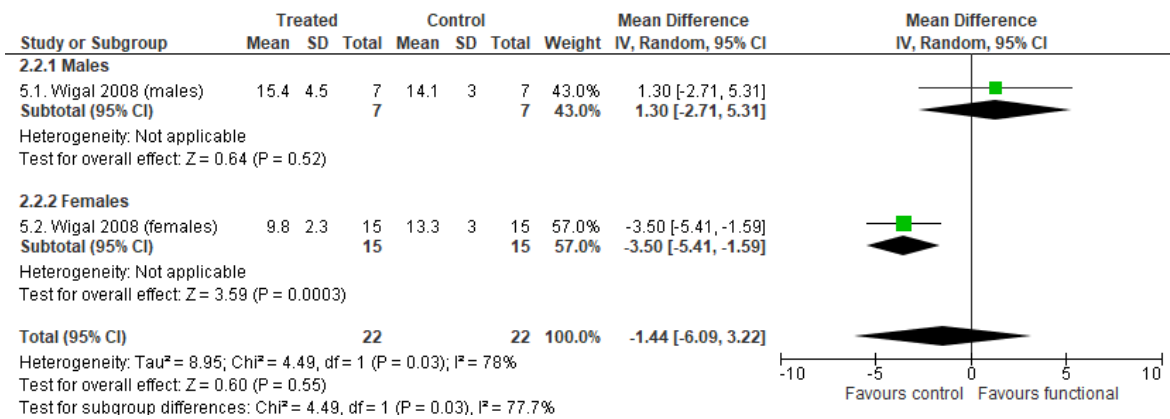 Treated Control Mean Difference Mean Difference
Study or Subgroup Mean SD Total Mean SD Total Weight IV, Random, 95% CI IV, Random, 95% CI
2.2.1 Males
5.1. Wigal 2008 (males) 15.4 4.5 7 14.1 3 7 43.0% 1.30 [-2.71, 5.31]
Subtotal (95% CI) 7 7 43.0% 1.30 [-2.71, 5.31]
Heterogeneity: Not applicable
Test for overall effect: Z = 0.64 (P = 0.52)
2.2.2 Females
5.2. Wigal 2008 (females) 9.8 2.3 15 13.3 3 15 57.0% -3.50 [-5.41, -1.59]
Subtotal (95% CI) 15 15 57.0% -3.50 [-5.41, -1.59]
Heterogeneity: Not applicable
Test for overall effect: Z = 3.59 (P = 0.0003)
Total (95% CI) 22 22 100.0% -1.44 [-6.09, 3.22]
Heterogeneity: Tau² = 8.95; Chi² = 4.49, df = 1 (P = 0.03); I² = 78%
Test for overall effect: Z = 0.60 (P = 0.55)
Test for subgroup differences: Chi² = 4.49, df = 1 (P = 0.03), I² = 77.7%
-10 -5 0 5 10
Favours control Favours functional